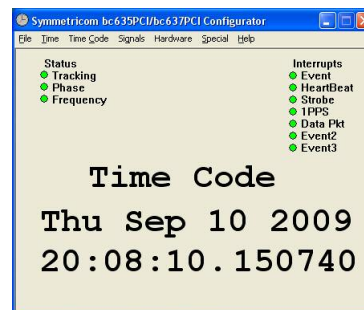 Symmetricom bc635PCI/bc637PCI Configurator
File Time Time Code Signals Hardware Special Help
Status
Tracking
Phase
Frequency
Interrupts
Event
HeartBeat
Strobe
1PPS
Data Pkt
Event2
Event3
Time Code
Thu Sep 10 2009
20:08:10.150740